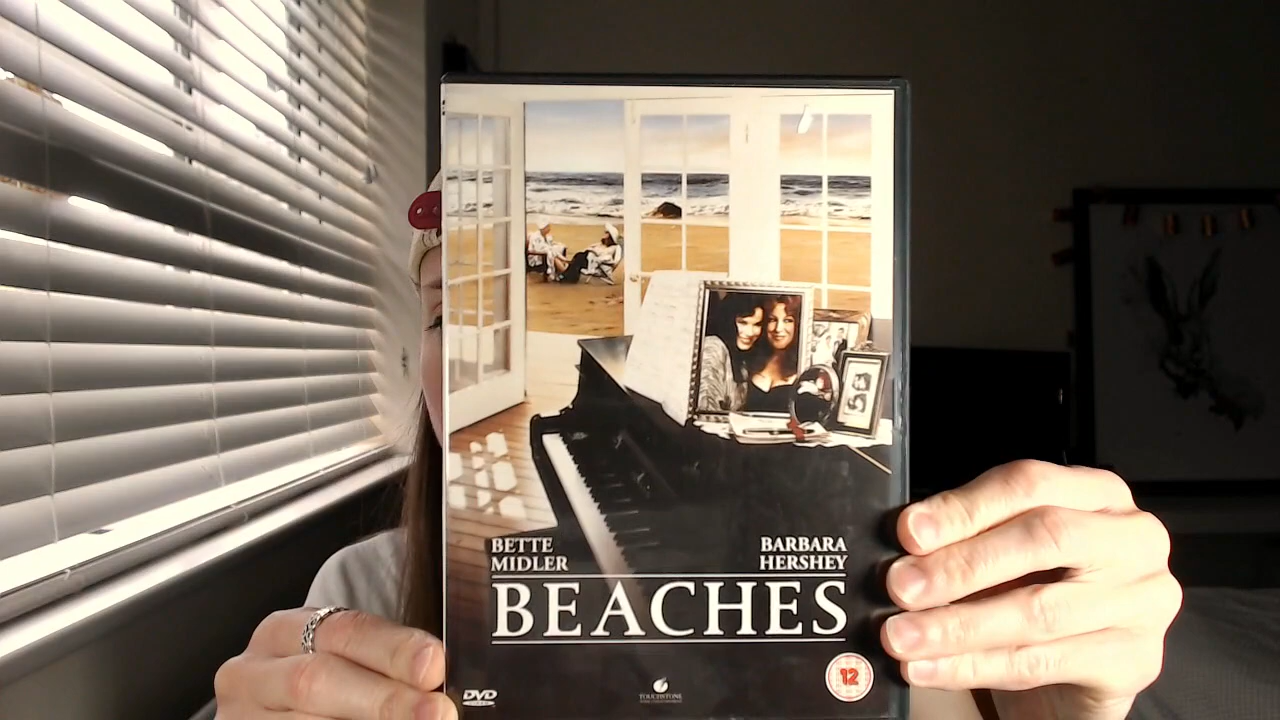 BETTE
MIDLER
BARBARA
HERSHEY
BEACHES
DVD
TOUCHSTONE
12